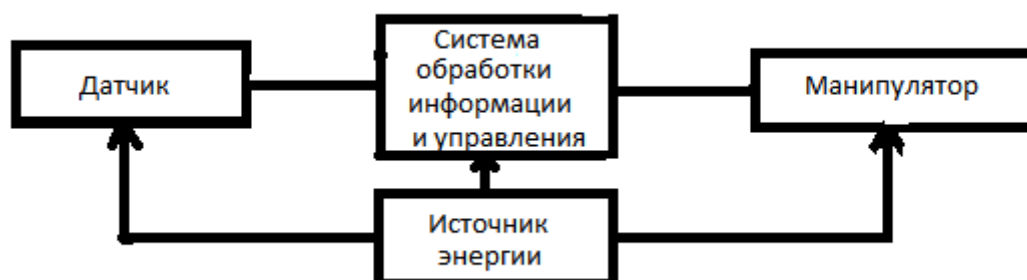 Датчик
Система
обработки
информации
и управления
Манипулятор
Источник
энергии